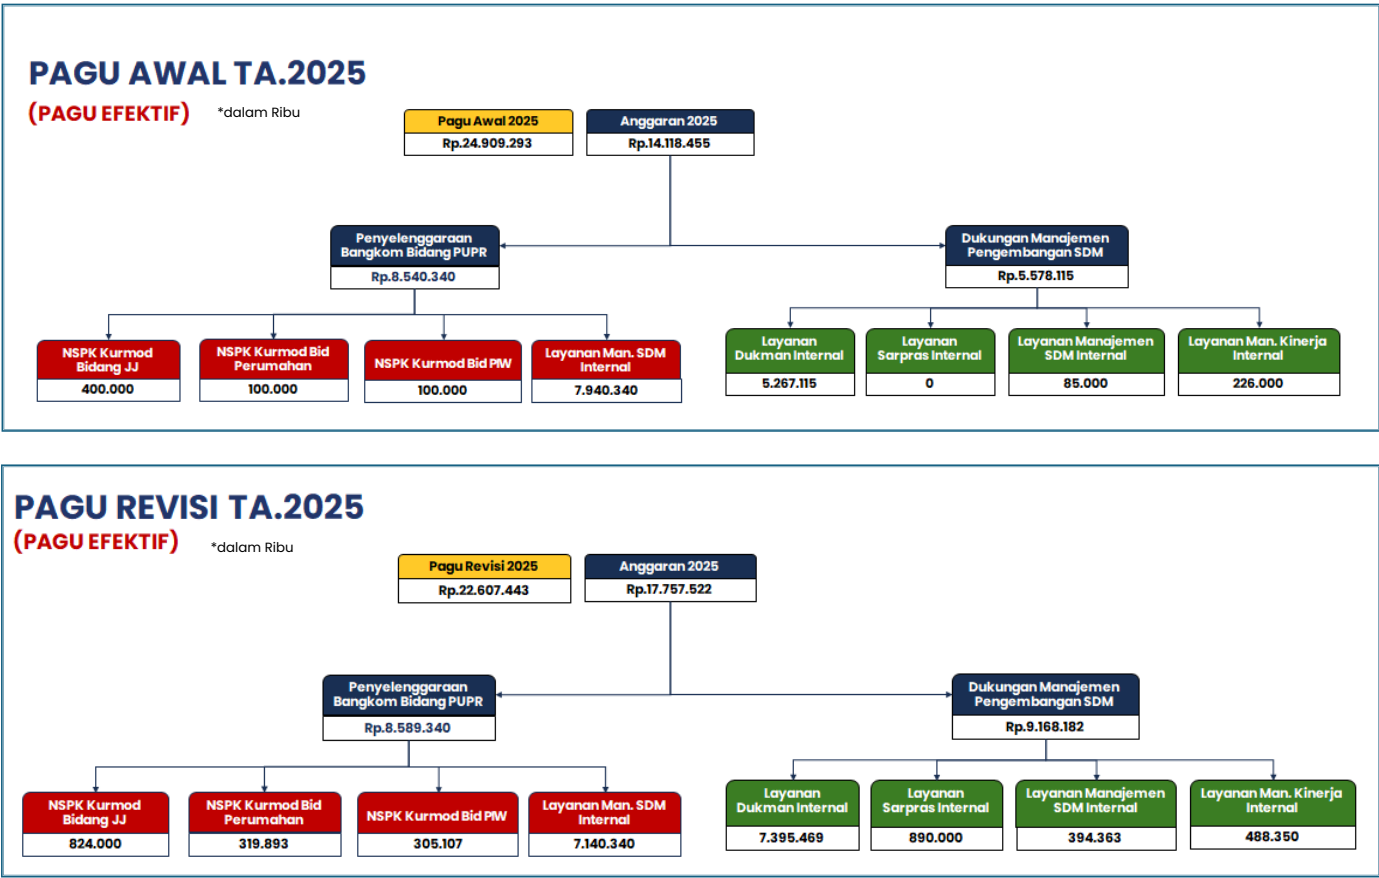 PAGU AWAL TA.2025
(PAGU EFEKTIF)
*dalam Ribu
Pagu Awal 2025
Rp.24.909.293
Anggaran 2025
Rp.14.118.455
Penyelenggaraan
Bangkom Bidang PUPR
Rp.8.540.340
Dukungan Manajemen
Pengembangan SDM
Rp.5.578.115
NSPK Kurmod
Bidang JJ
400.000
NSPK Kurmod Bid
Perumahan
100.000
NSPK Kurmod Bid PIW
100.000
Layanan Man. SDM
Internal
7.940.340
Layanan
Dukman Internal
5.267.115
Layanan
Sarpras Internal
0
Layanan Manajemen
SDM Internal
85.000
Layanan Man. Kinerja
Internal
226.000
PAGU REVISI TA.2025
(PAGU EFEKTIF)
*dalam Ribu
Pagu Revisi 2025
Rp.22.607.443
Anggaran 2025
Rp.17.757.522
Penyelenggaraan
Bangkom Bidang PUPR
Rp.8.589.340
Dukungan Manajemen
Pengembangan SDM
Rp.9.168.182
NSPK Kurmod
Bidang JJ
824.000
NSPK Kurmod Bid
Perumahan
319.893
NSPK Kurmod Bid PIW
305.107
Layanan Man. SDM
Internal
7.140.340
Layanan
Dukman Internal
7.395.469
Layanan
Sarpras Internal
890.000
Layanan Manajemen
SDM Internal
394.363
Layanan Man. Kinerja
Internal
488.350